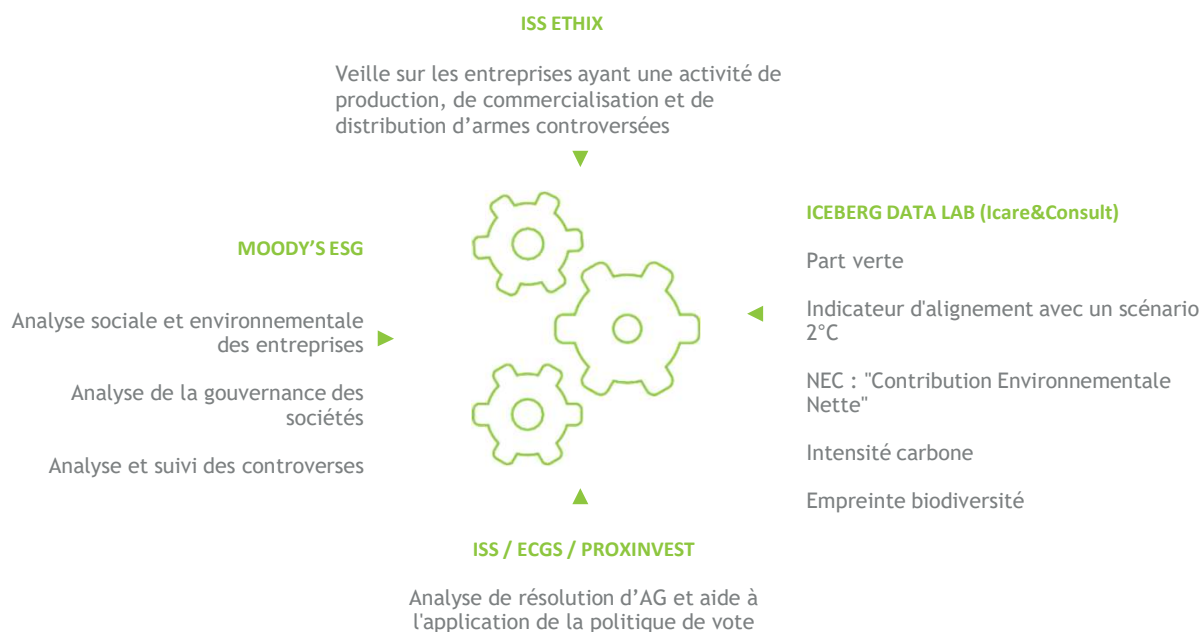 ISS ETHIX
Veille sur les entreprises ayant une activité de
production, de commercialisation et de
distribution d’armes controversées
MOODY’S ESG
Analyse sociale et environnementale
des entreprises
Analyse de la gouvernance des
sociétés
Analyse et suivi des controverses
ICEBERG DATA LAB (Icare&Consult)
Part verte
Indicateur d'alignement avec un scénario
2°C
NEC : "Contribution Environnementale
Nette"
Intensité carbone
Empreinte biodiversité
ISS / ECGS / PROXINVEST
Analyse de résolution d’AG et aide à
l'application de la politique de vote